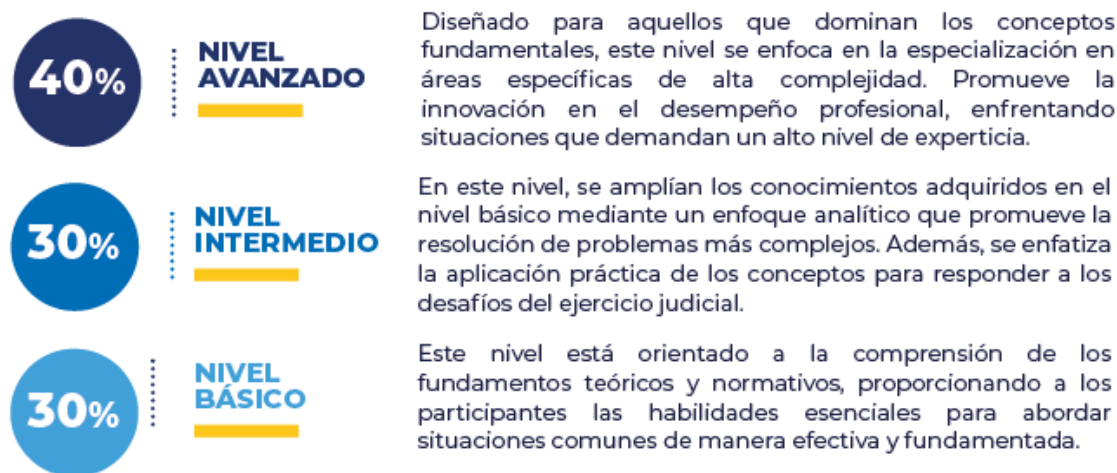 40%
NIVEL
AVANZADO
Diseñado para aquellos que dominan los conceptos
fundamentales, este nivel se enfoca en la especialización en
áreas específicas de alta complejidad. Promueve la
innovación en el desempeño profesional, enfrentando
situaciones que demandan un alto nivel de experticia.
30%
NIVEL
INTERMEDIO
En este nivel, se amplían los conocimientos adquiridos en el
nivel básico mediante un enfoque analítico que promueve la
resolución de problemas más complejos. Además, se enfatiza
la aplicación práctica de los conceptos para responder a los
desafíos del ejercicio judicial.
30%
NIVEL
BÁSICO
Este nivel está orientado a la comprensión de los
fundamentos teóricos y normativos, proporcionando a los
participantes las habilidades esenciales para abordar
situaciones comunes de manera efectiva y fundamentada.